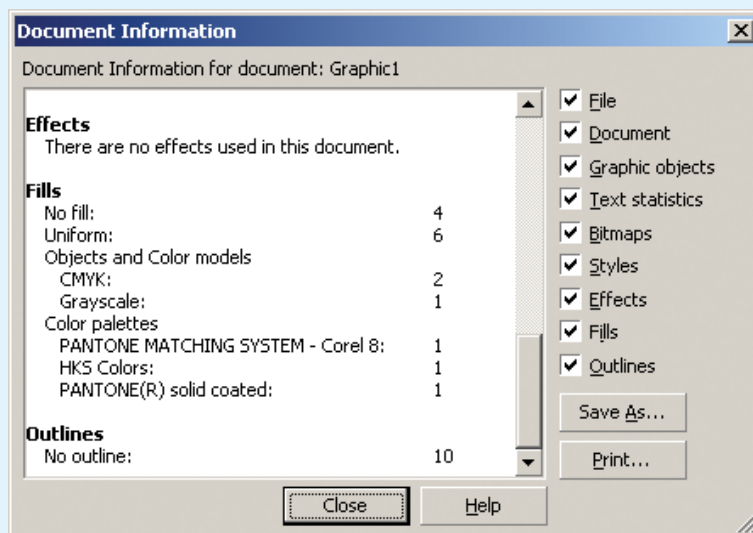 Document Information
Document Information for document: Graphic1
Effects
There are no effects used in this document.
Fills
No fill: 4
Uniform: 6
Objects and Color models
CMYK: 2
Grayscale: 1
Color palettes
PANTONE MATCHING SYSTEM - Corel 8: 1
HKS Colors: 1
PANTONE(R) solid coated: 1
Outlines
No outline: 10
File
Document
Graphic objects
Text statistics
Bitmaps
Styles
Effects
Fills
Outlines
Save As...
Print...
Close
Help